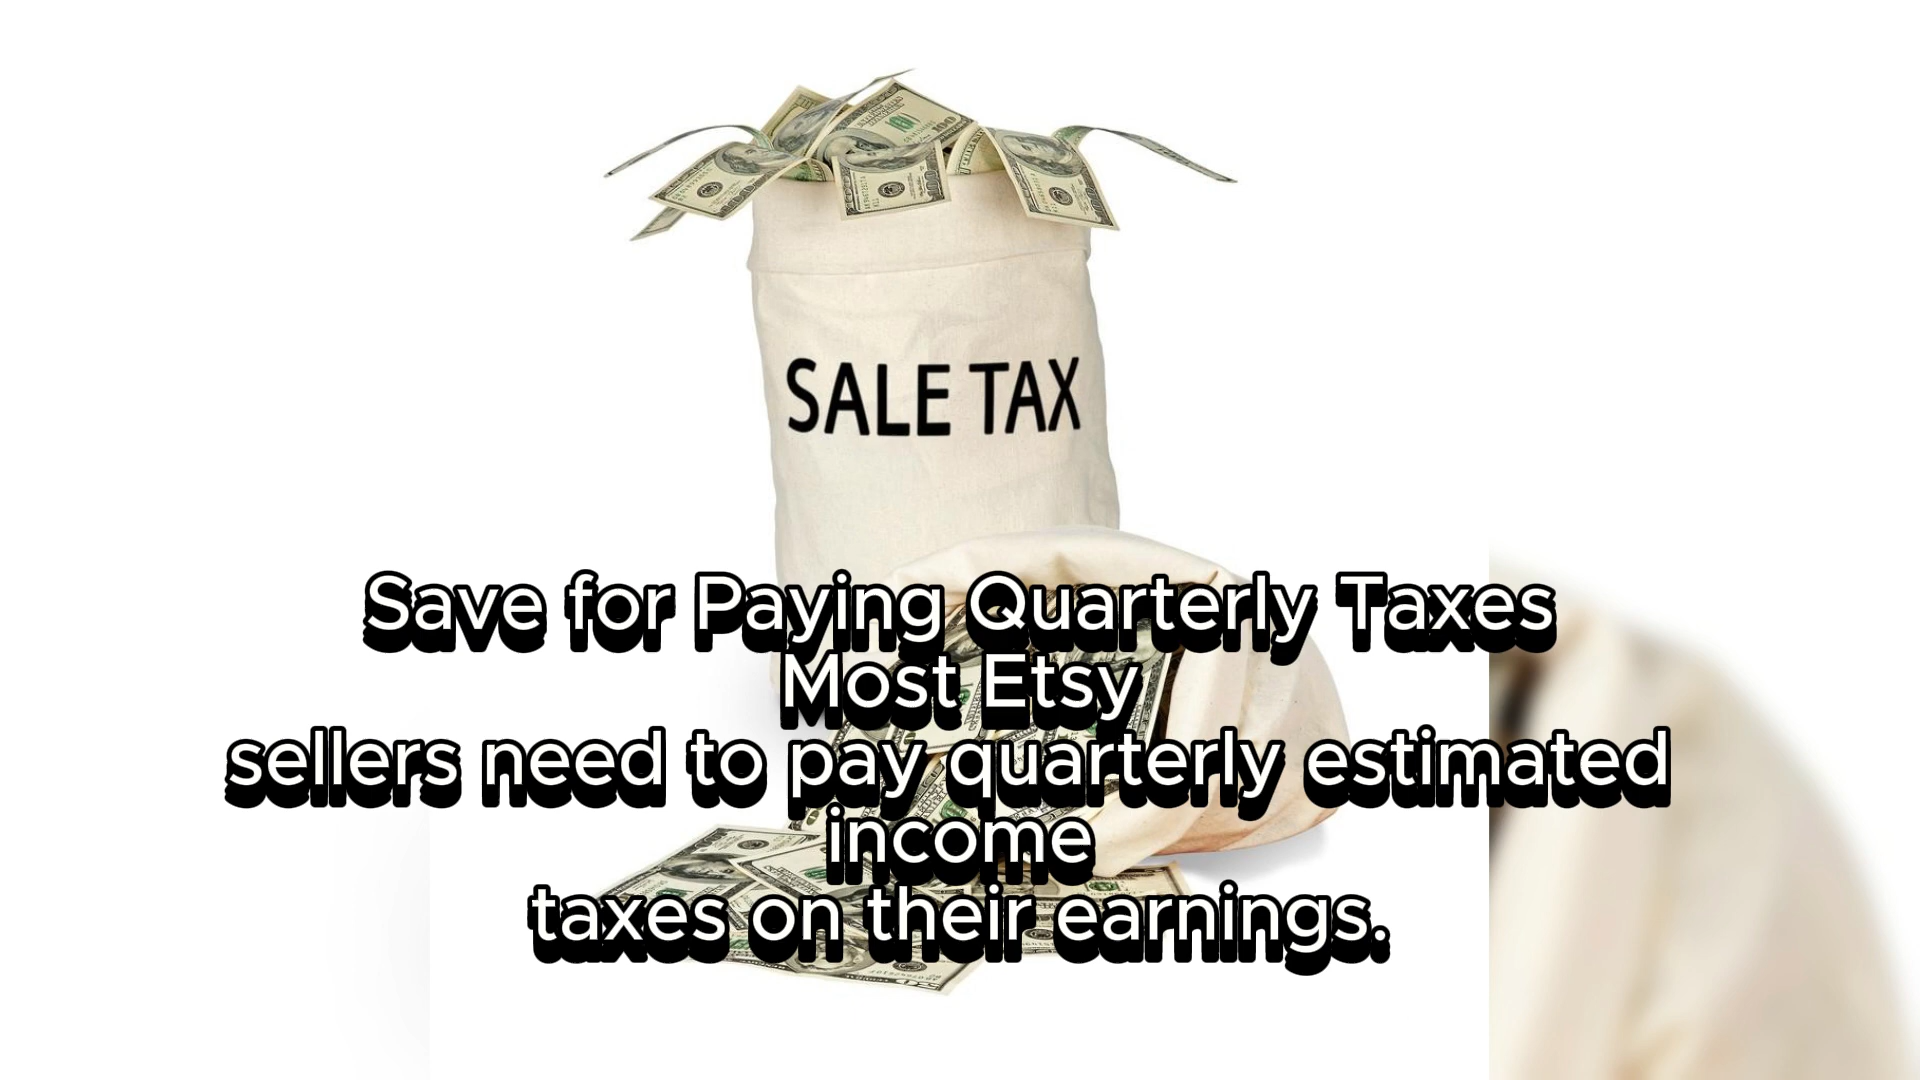 SALE TAX
Save for Paying Quarterly Taxes
Most Etsy
sellers need to pay quarterly estimated
income
taxes on their earnings.